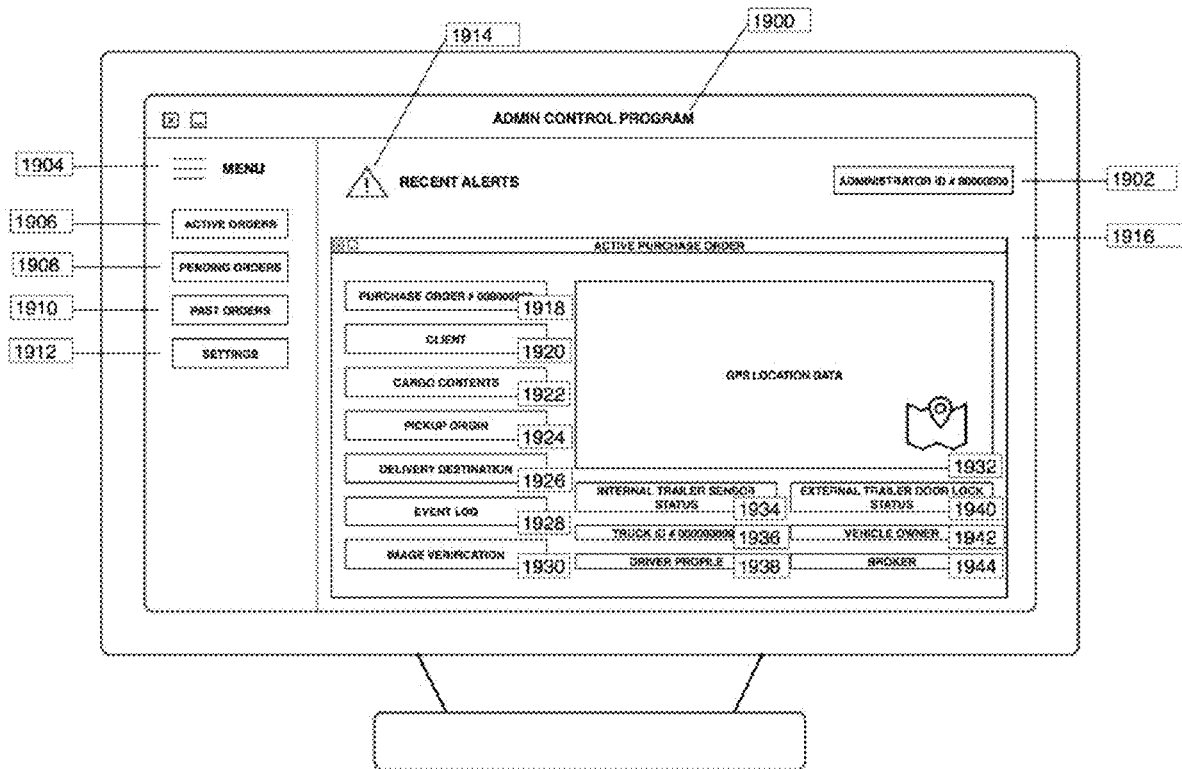 1914
1900
ADMIN CONTROL PROGRAM
1904
MENU
RECENT ALERTS
ADMINISTRATOR ID # 00000000
1902
1906
ACTIVE ORDERS
1916
ACTIVE PURCHASE ORDER
1908
PENDING ORDERS
1910
PAST ORDERS
1912
SETTINGS
PURCHASE ORDER # 0000000
1918
CLIENT
1920
CARGO CONTENTS
1922
PICKUP ORIGIN
1924
DELIVERY DESTINATION
1926
EVENT LOG
1928
IMAGE VERIFICATION
1930
GPS LOCATION DATA
1932
INTERNAL TRAILER SENSOR
STATUS
1934
EXTERNAL TRAILER DOOR LOCK
STATUS
1940
TRUCK ID # 00000000
1936
VEHICLE OWNER
1942
DRIVER PROFILE
1938
BROKER
1944